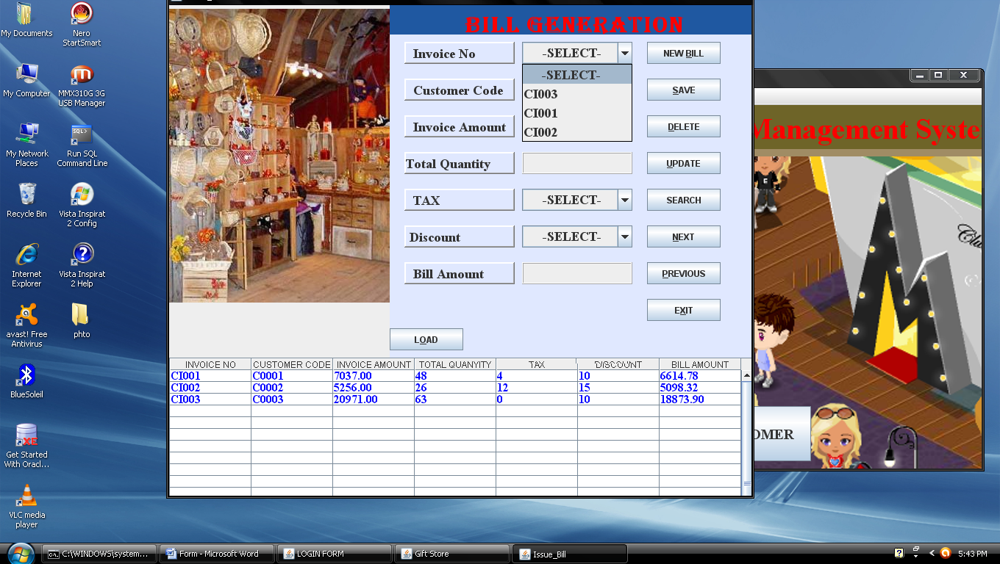 My Documents
Nero
StartSmart
My Computer
MMX310G 3G
USB Manager
My Network
Places
Run SQL
Command Line
Recycle Bin
Vista Inspirat
2 Config
Internet
Explorer
Vista Inspirat
2 Help
avast! Free
Antivirus
phto
BlueSoleil
Get Started
With Oracl...
VLC media
player
BILL GENERATION
Invoice No
-SELECT-
NEW BILL
-SELECT-
CI003
CI001
CI002
Customer Code
SAVE
Invoice Amount
DELETE
Total Quantity
UPDATE
TAX
-SELECT-
SEARCH
Discount
-SELECT-
NEXT
Bill Amount
PREVIOUS
EXIT
LOAD
INVOICE NO CUSTOMER CODE INVOICE AMOUNT TOTAL QUANYITY TAX DISCOUNT BILL AMOUNT
CI001 C0001 7037.00 48 4 10 6614.78
CI002 C0002 5256.00 26 12 15 5098.32
CI003 C0003 20971.00 63 0 10 18873.90
Management Syste
OMER
C:\WINDOWS\system...
Form - Microsoft Word
LOGIN FORM
Gift Store
Issue_Bill
5:43 PM